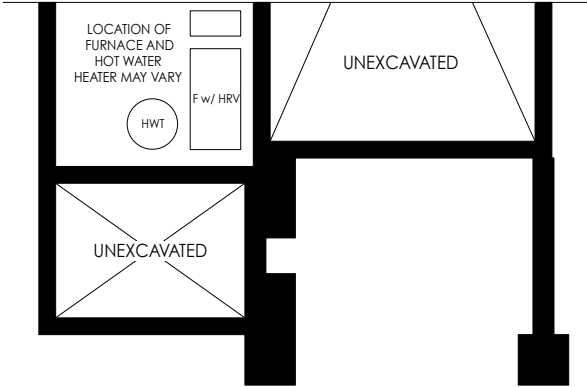 LOCATION OF
FURNACE AND
HOT WATER
HEATER MAY VARY
UNEXCAVATED
F w/ HRV
HWT
UNEXCAVATED